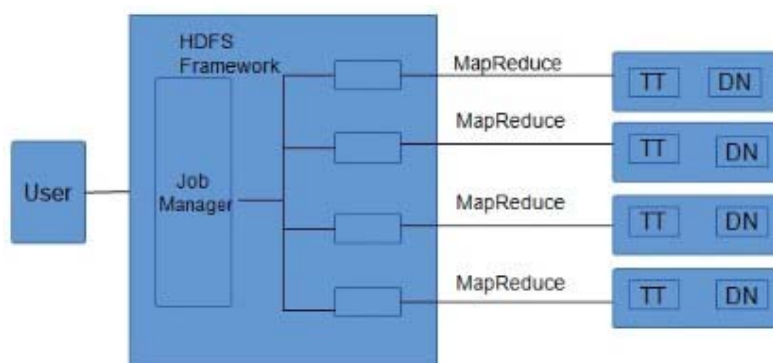 HDFS
Framework
Job
Manager
User
MapReduce
TT DN
MapReduce
TT DN
MapReduce
TT DN
MapReduce
TT DN